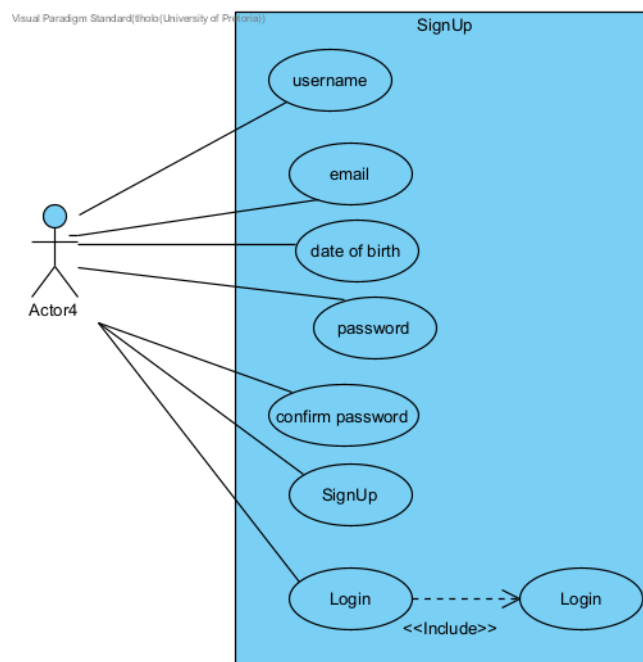 Visual Paradigm Standard(tlholo(University of Pretoria))
SignUp
username
email
date of birth
password
Actor4
confirm password
SignUp
Login
Login
<<Include>>